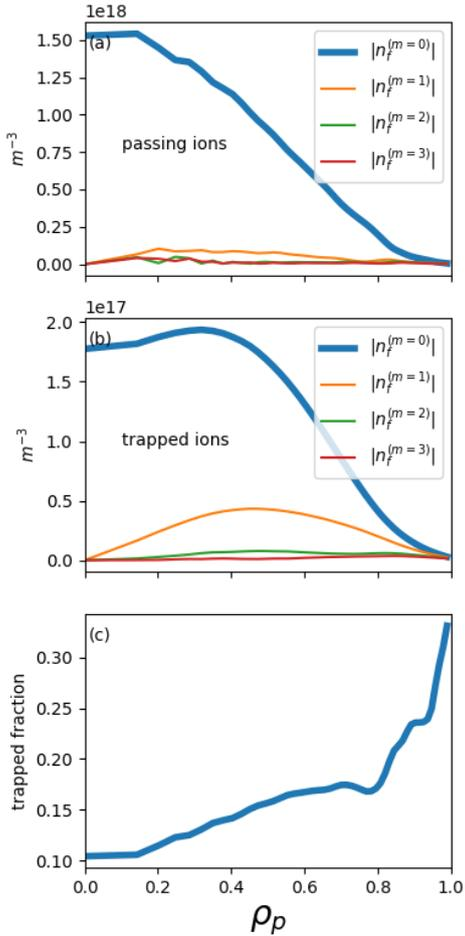 1e18
(a)
1.50
1.25
1.00
0.75
0.50
0.25
0.00
m⁻³
passing ions
|n_f^(m=0)|
|n_f^(m=1)|
|n_f^(m=2)|
|n_f^(m=3)|
1e17
(b)
2.0
1.5
1.0
0.5
0.0
m⁻³
trapped ions
|n_f^(m=0)|
|n_f^(m=1)|
|n_f^(m=2)|
|n_f^(m=3)|
(c)
0.30
0.25
0.20
0.15
0.10
trapped fraction
0.0 0.2 0.4 0.6 0.8 1.0
ρ_p